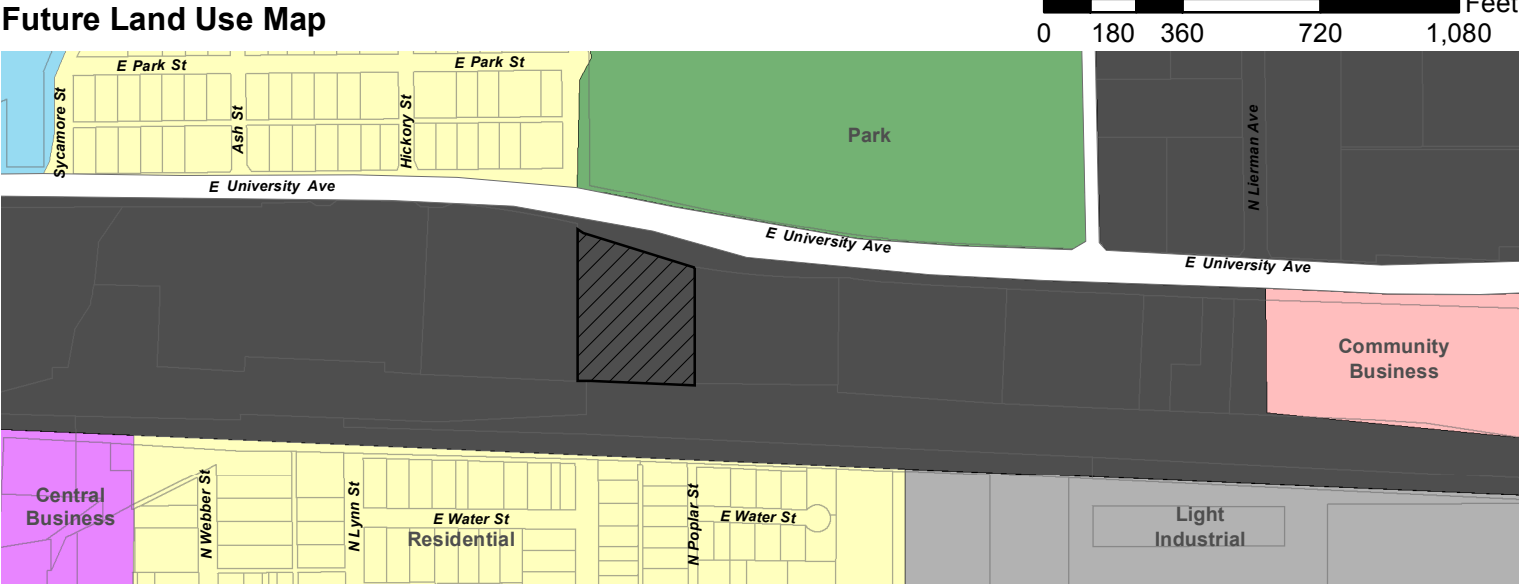 Future Land Use Map
Feet
0 180 360 720 1,080
E Park St
E Park St
Sycamore St
Ash St
Hickory St
Park
N Lierman Ave
E University Ave
E University Ave
E University Ave
Community
Business
Central
Business
N Webber St
N Lynn St
E Water St
Residential
N Poplar St
E Water St
Light
Industrial